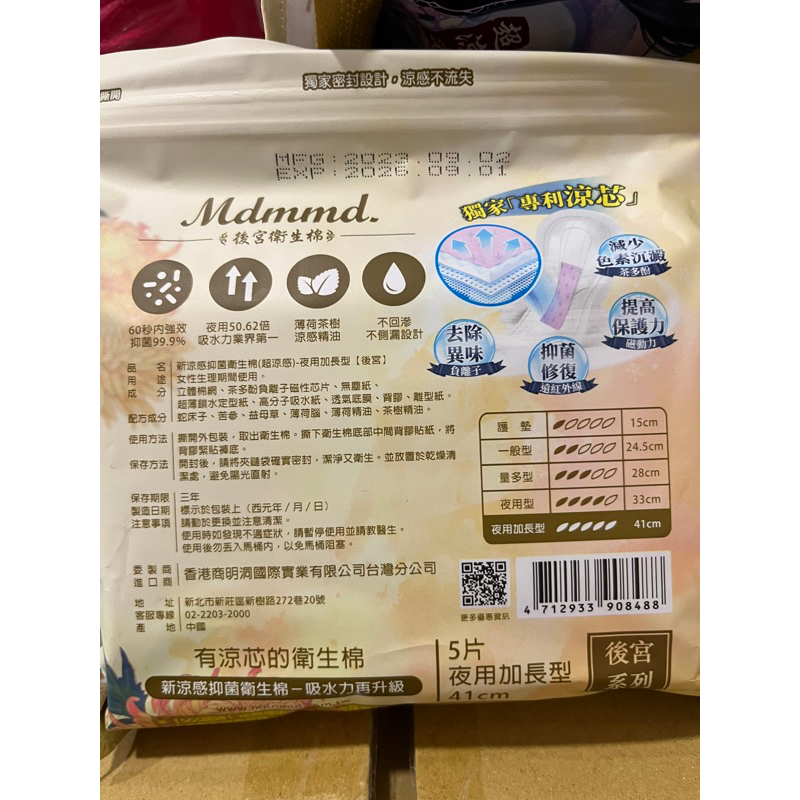 撕開
獨家密封設計，涼感不流失
MFG:2023.03.02
EXP:2026.03.01
Mdmmd.
後宮衛生棉
獨家「專利涼芯」
減少
色素沉澱
茶多酚
提高
保護力
磁動力
去除
異味
負離子
抑菌
修復
遠紅外線
60秒內強效
抑菌99.9%
夜用50.62倍
吸水力業界第一
薄荷茶樹
涼感精油
不回滲
不側漏設計
品 名 新涼感抑菌衛生棉(超涼感)-夜用加長型【後宮】
用 途 女性生理期間使用。
成 分 立體棉網、茶多酚負離子磁性芯片、無塵紙、
超薄鎖水定型紙、高分子吸水紙、透氣底膜、背膠、離型紙。
配方成分 蛇床子、苦參、益母草、薄荷腦、薄荷精油、茶樹精油。
使用方法 撕開外包裝，取出衛生棉。撕下衛生棉底部中間背膠貼紙，將
背膠緊貼褲底。
保存方法 開封後，請將夾鏈袋確實密封，潔淨又衛生。並放置於乾燥清
潔處，避免陽光直射。
保存期限 三年
製造日期 標示於包裝上（西元年/月/日）
注意事項 請勤於更換並注意清潔。
使用時如發現不適症狀，請暫停使用並請教醫生。
使用後勿丟入馬桶內，以免馬桶阻塞。
護墊 15cm
一般型 24.5cm
量多型 28cm
夜用型 33cm
夜用加長型 41cm
委製商
進口商 香港商明洞國際實業有限公司台灣分公司
地 址 新北市新莊區新樹路272巷20號
客服專線 02-2203-2000
產 地 中國
更多優惠資訊
4 712933 908488
有涼芯的衛生棉
新涼感抑菌衛生棉－吸水力再升級
www.mdmmd.com.tw
5片
夜用加長型
41cm
後宮
系列